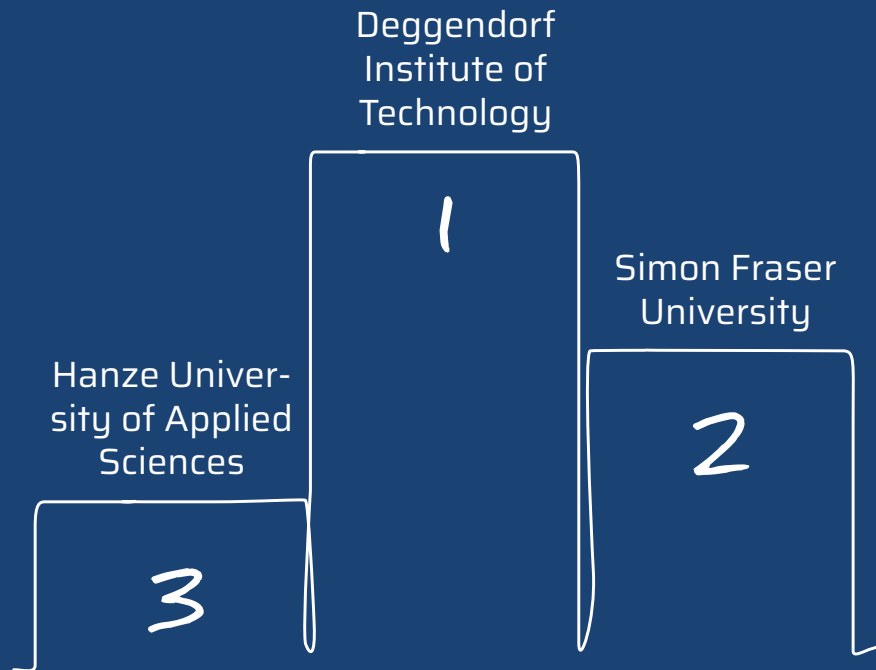 Deggendorf
Institute of
Technology
1
Simon Fraser
University
2
Hanze Univer-
sity of Applied
Sciences
3